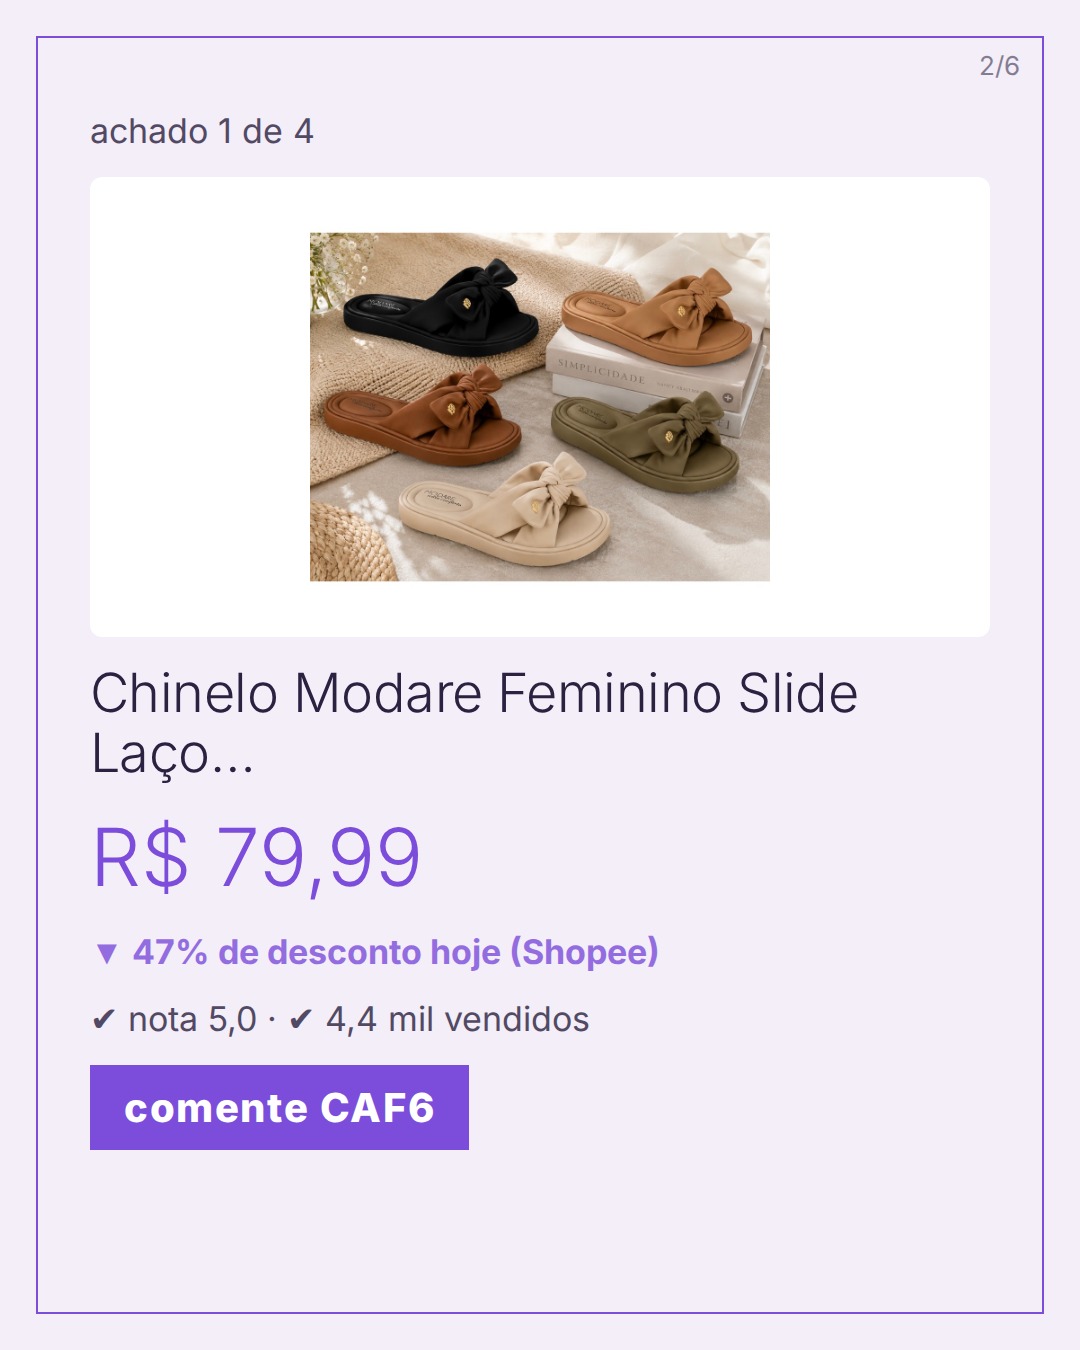 2/6
achado 1 de 4
SIMPLICIDADE
Chinelo Modare Feminino Slide
Laço...
R$ 79,99
▼ 47% de desconto hoje (Shopee)
✔ nota 5,0 · ✔ 4,4 mil vendidos
comente CAF6